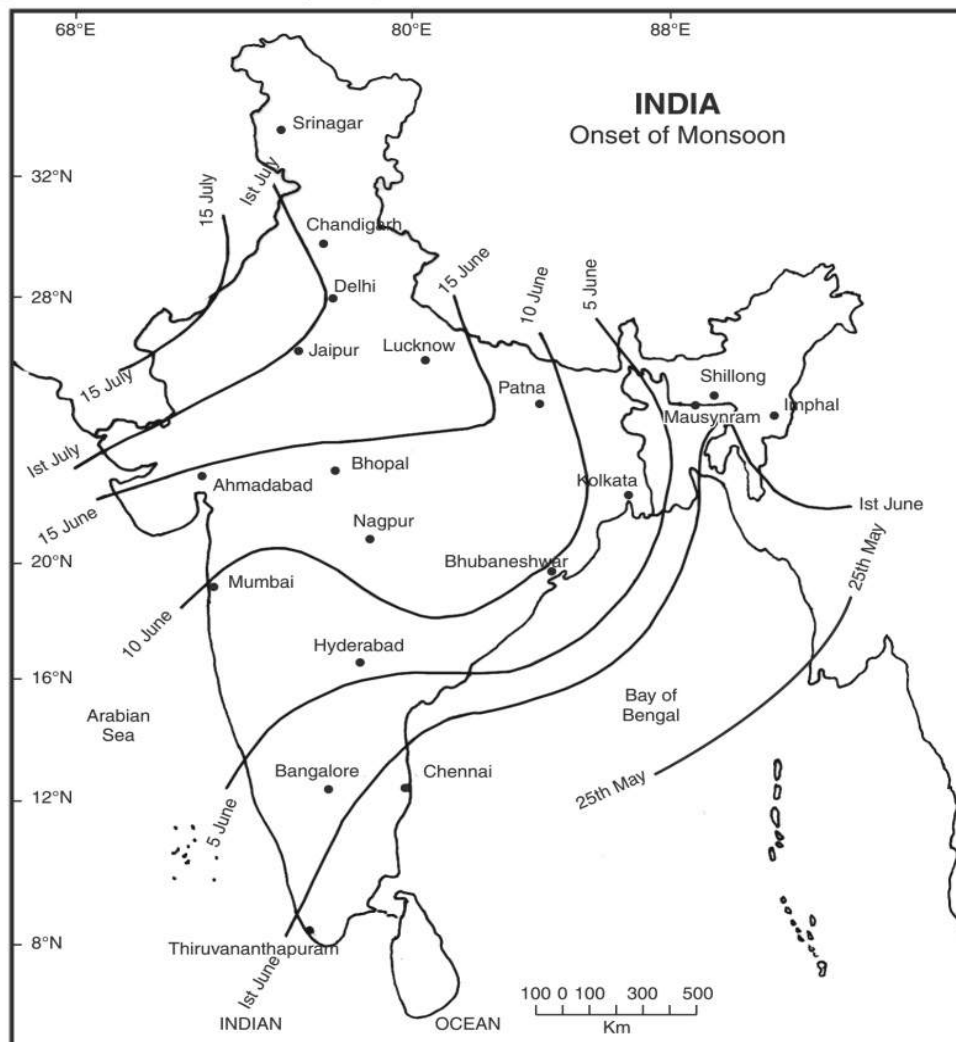 68°E
80°E
88°E
INDIA
Onset of Monsoon
Srinagar
32°N
15 July
Ist July
Chandigarh
15 June
10 June
5 June
28°N
Delhi
Jaipur
Lucknow
Shillong
15 July
Patna
Mausynram
Imphal
Ist July
Bhopal
Ahmadabad
Kolkata
15 June
Nagpur
Ist June
20°N
Bhubaneshwar
25th May
Mumbai
10 June
Hyderabad
16°N
Arabian
Sea
Bay of
Bengal
Bangalore
Chennai
25th May
12°N
5 June
8°N
Thiruvananthapuram
Ist June
100 0 100 300 500
Km
INDIAN
OCEAN